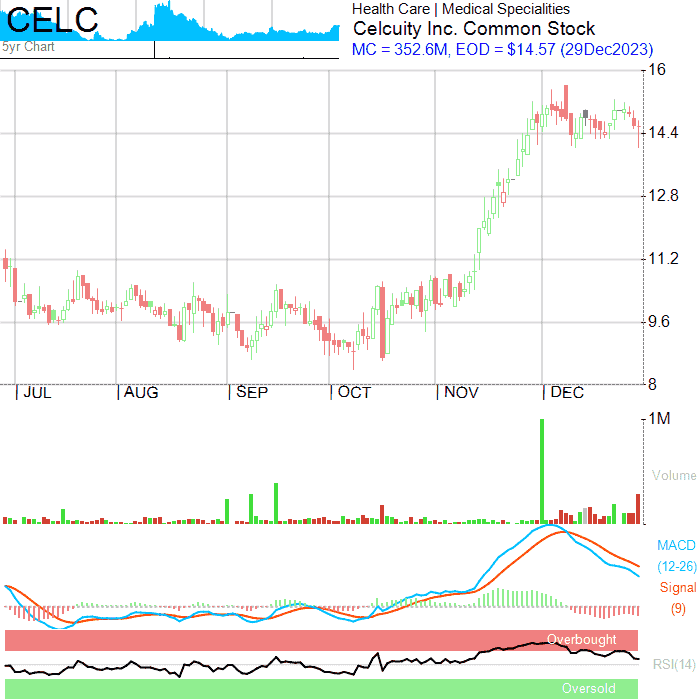 CELC
5yr Chart
Health Care | Medical Specialities
Celcuity Inc. Common Stock
MC = 352.6M, EOD = $14.57 (29Dec2023)
16
14.4
12.8
11.2
9.6
8
JUL AUG SEP OCT NOV DEC
1M
Volume
MACD
(12-26)
Signal
(9)
Overbought
RSI(14)
Oversold